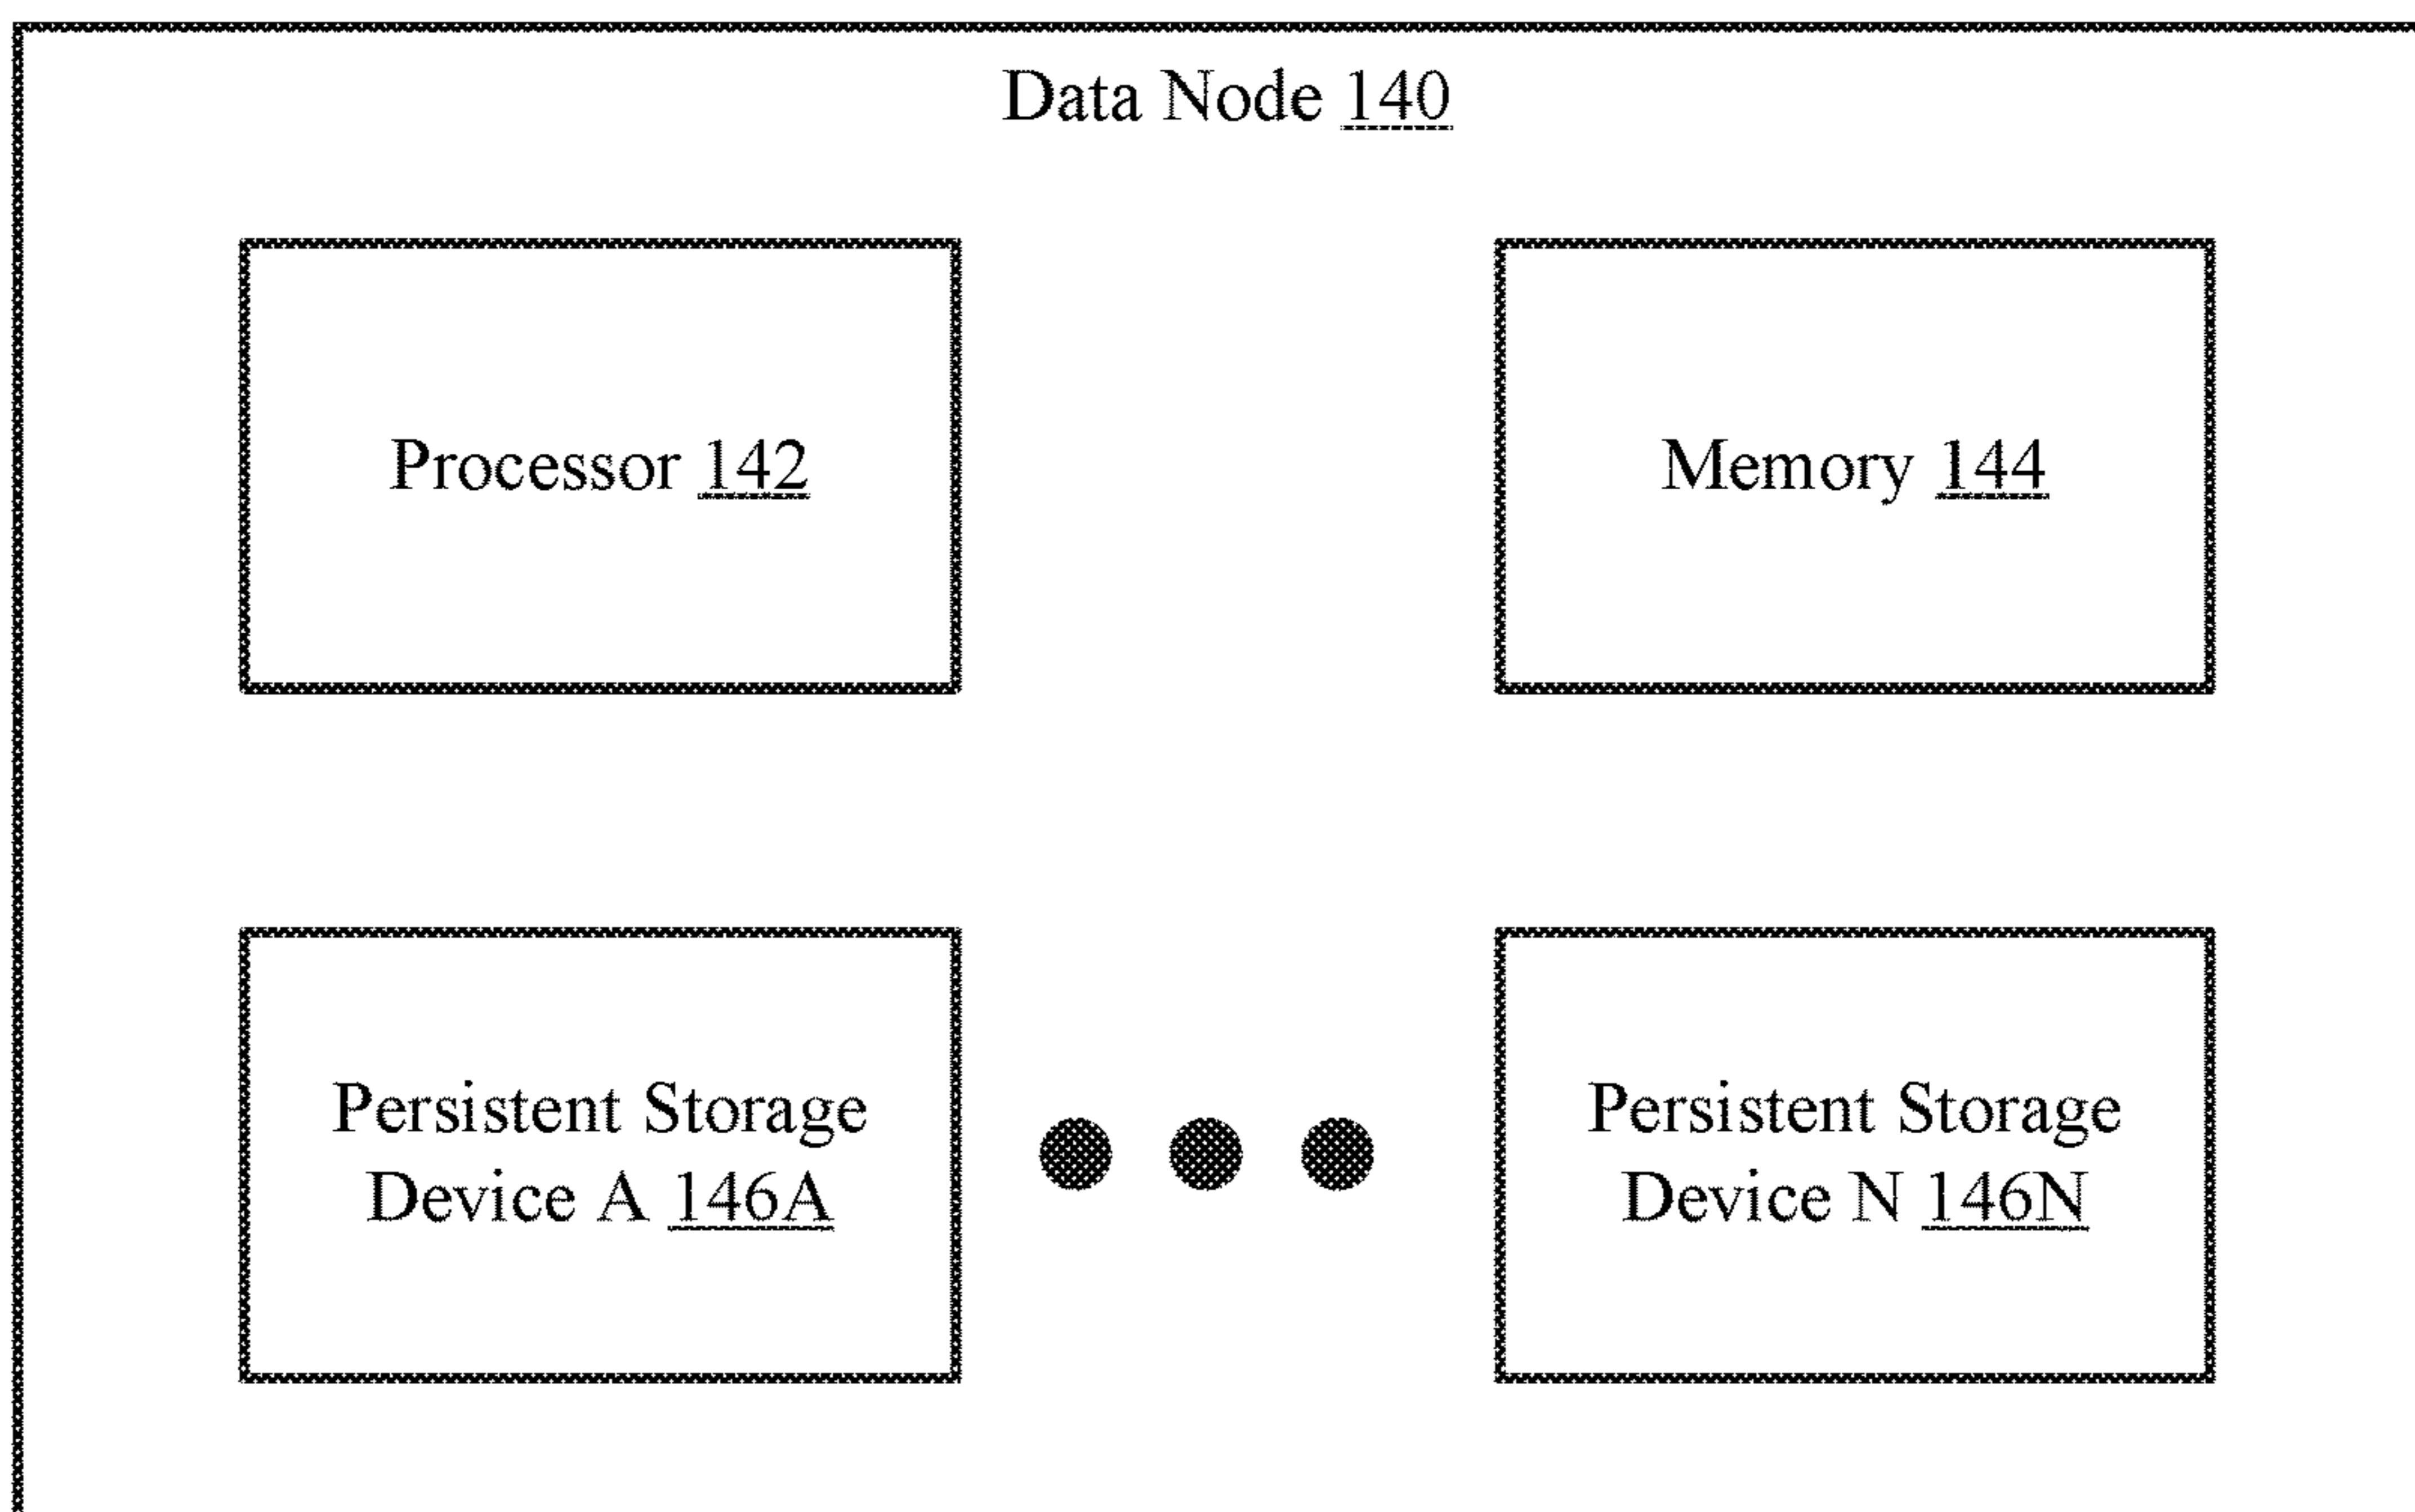 Data Node 140
Processor 142
Memory 144
Persistent Storage
Device A 146A
Persistent Storage
Device N 146N